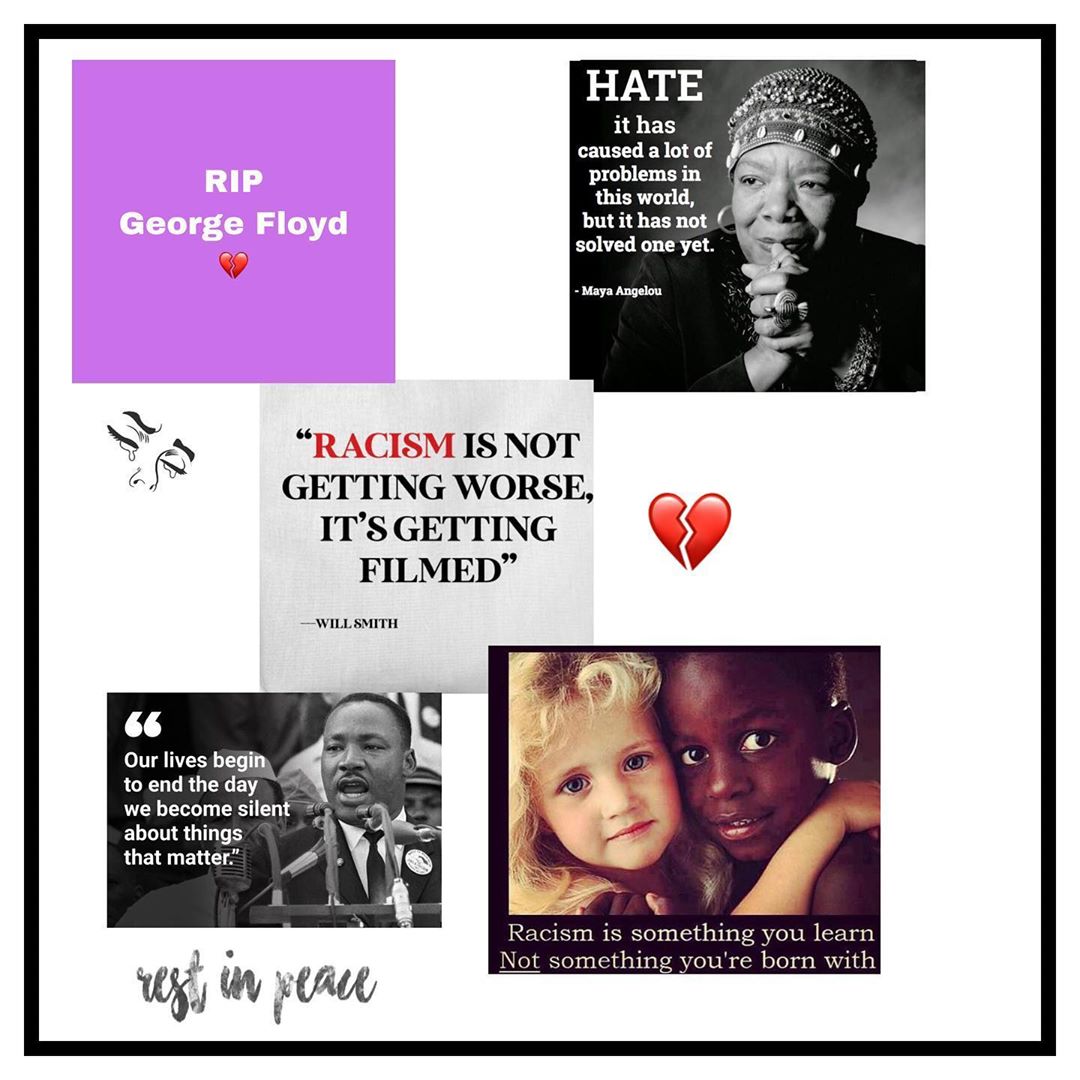 RIP
George Floyd
HATE
it has
caused a lot of
problems in
this world,
but it has not
solved one yet.
- Maya Angelou
“RACISM IS NOT
GETTING WORSE,
IT’S GETTING
FILMED”
—WILL SMITH
“
Our lives begin
to end the day
we become silent
about things
that matter.”
Racism is something you learn
Not something you're born with
rest in peace